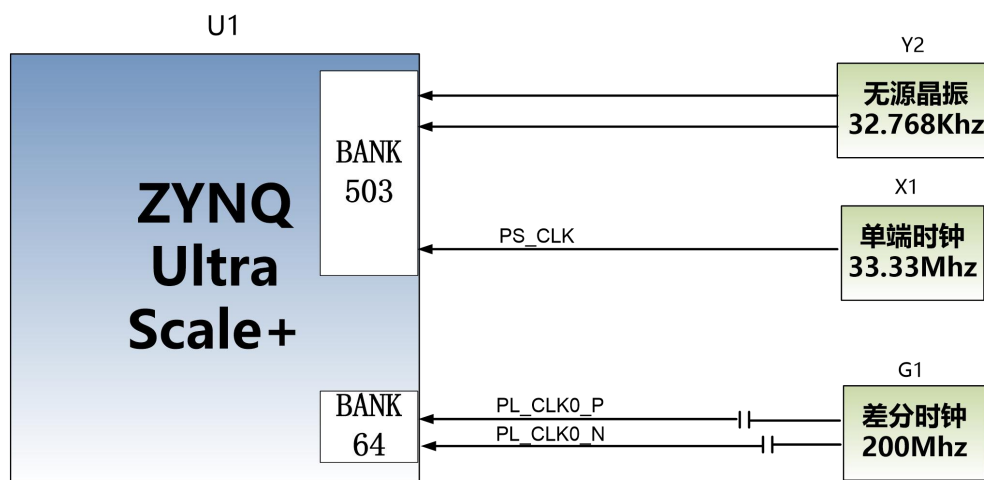 U1
ZYNQ
Ultra
Scale+
BANK
503
BANK
64
PS_CLK
PL_CLK0_P
PL_CLK0_N
Y2
无源晶振
32.768Khz
X1
单端时钟
33.33Mhz
G1
差分时钟
200Mhz